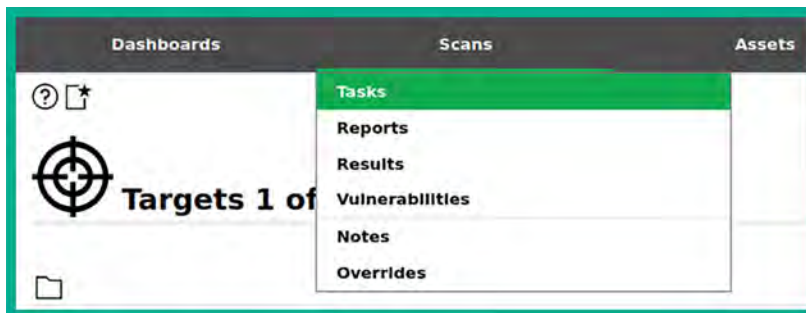 Dashboards Scans Assets
Tasks
Reports
Results
Targets 1 of Vulnerabilities
Notes
Overrides